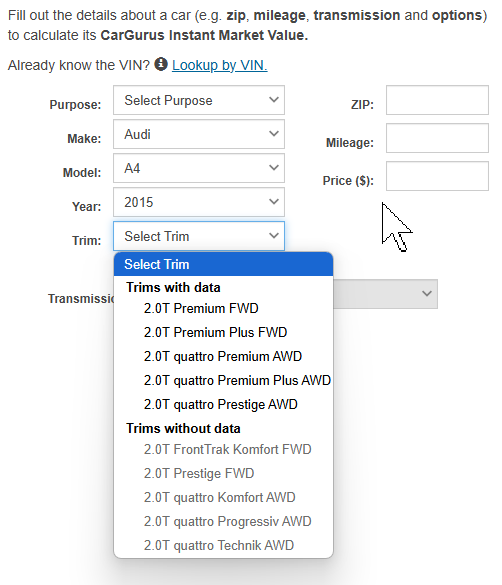 Fill out the details about a car (e.g. zip, mileage, transmission and options)
to calculate its CarGurus Instant Market Value.
Already know the VIN? Lookup by VIN.
Purpose: Select Purpose
ZIP:
Make: Audi
Mileage:
Model: A4
Price ($):
Year: 2015
Trim: Select Trim
Select Trim
Trims with data
Transmissi
2.0T Premium FWD
2.0T Premium Plus FWD
2.0T quattro Premium AWD
2.0T quattro Premium Plus AWD
2.0T quattro Prestige AWD
Trims without data
2.0T FrontTrak Komfort FWD
2.0T Prestige FWD
2.0T quattro Komfort AWD
2.0T quattro Progressiv AWD
2.0T quattro Technik AWD